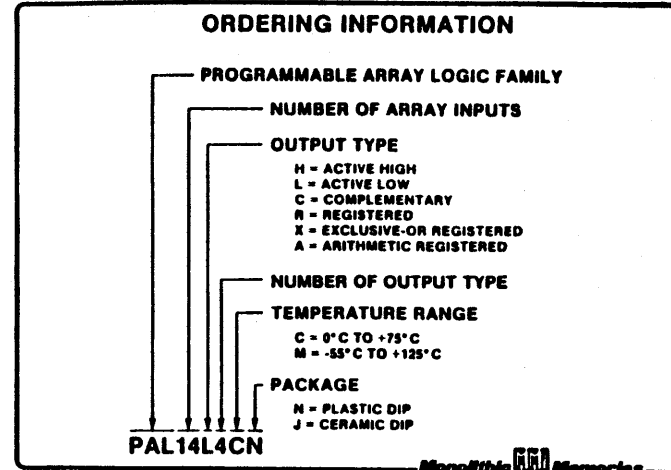 ORDERING INFORMATION
PROGRAMMABLE ARRAY LOGIC FAMILY
NUMBER OF ARRAY INPUTS
OUTPUT TYPE
H = ACTIVE HIGH
L = ACTIVE LOW
C = COMPLEMENTARY
R = REGISTERED
X = EXCLUSIVE-OR REGISTERED
A = ARITHMETIC REGISTERED
NUMBER OF OUTPUT TYPE
TEMPERATURE RANGE
C = 0°C TO +75°C
M = -55°C TO +125°C
PACKAGE
N = PLASTIC DIP
J = CERAMIC DIP
PAL14L4CN
Monolithic MMI Memories